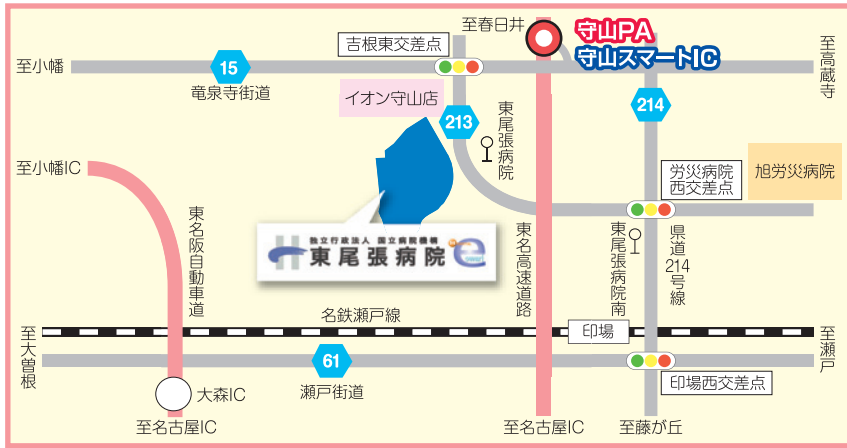 至春日井
守山PA
守山スマートIC
吉根東交差点
至小幡
15
竜泉寺街道
至高蔵寺
イオン守山店
213
214
東尾張病院
至小幡IC
労災病院
西交差点
旭労災病院
独立行政法人 国立病院機構
東尾張病院
東名阪自動車道
東名高速道路
東尾張病院南
県道214号線
名鉄瀬戸線
印場
至大曽根
至瀬戸
61
瀬戸街道
大森IC
印場西交差点
至名古屋IC
至名古屋IC
至藤が丘